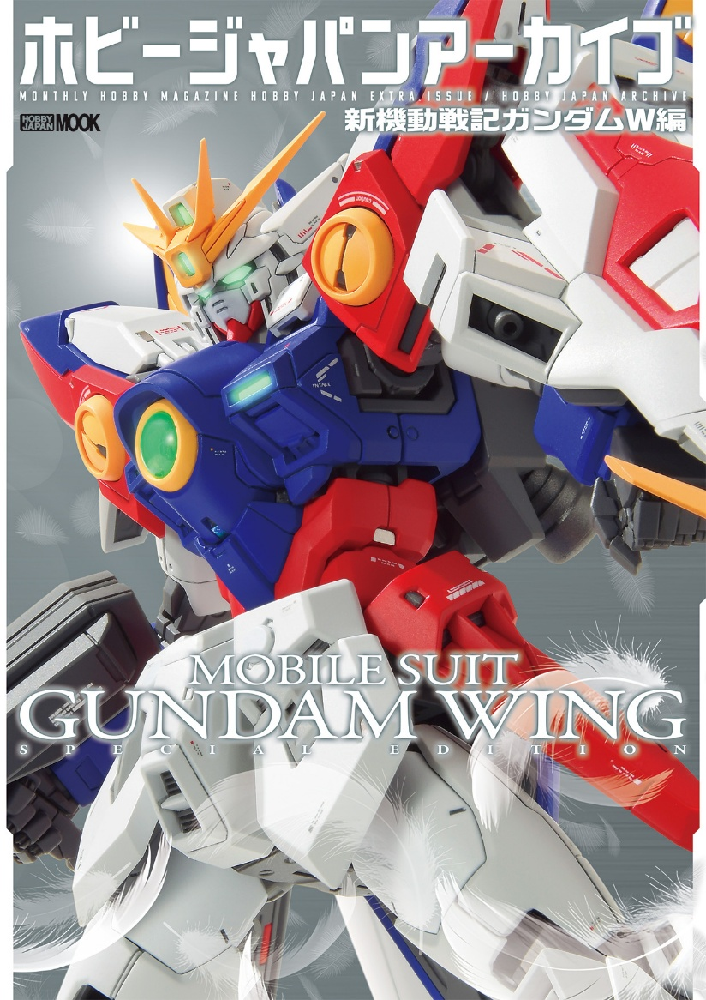 ホビージャパンアーカイブ
MONTHLY HOBBY MAGAZINE HOBBY JAPAN EXTRA ISSUE / HOBBY JAPAN ARCHIVE
HOBBY JAPAN MOOK
新機動戦記ガンダムW編
caution
INTAKE
MOBILE SUIT
GUNDAM WING
SPECIAL EDITION